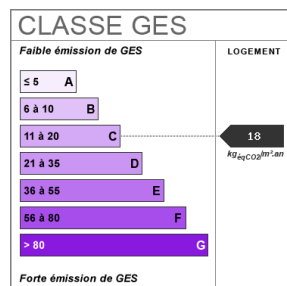 CLASSE GES
Faible émission de GES
LOGEMENT
≤ 5 A
6 à 10 B
11 à 20 C
18
kgéqCO2/m².an
21 à 35 D
36 à 55 E
56 à 80 F
> 80 G
Forte émission de GES